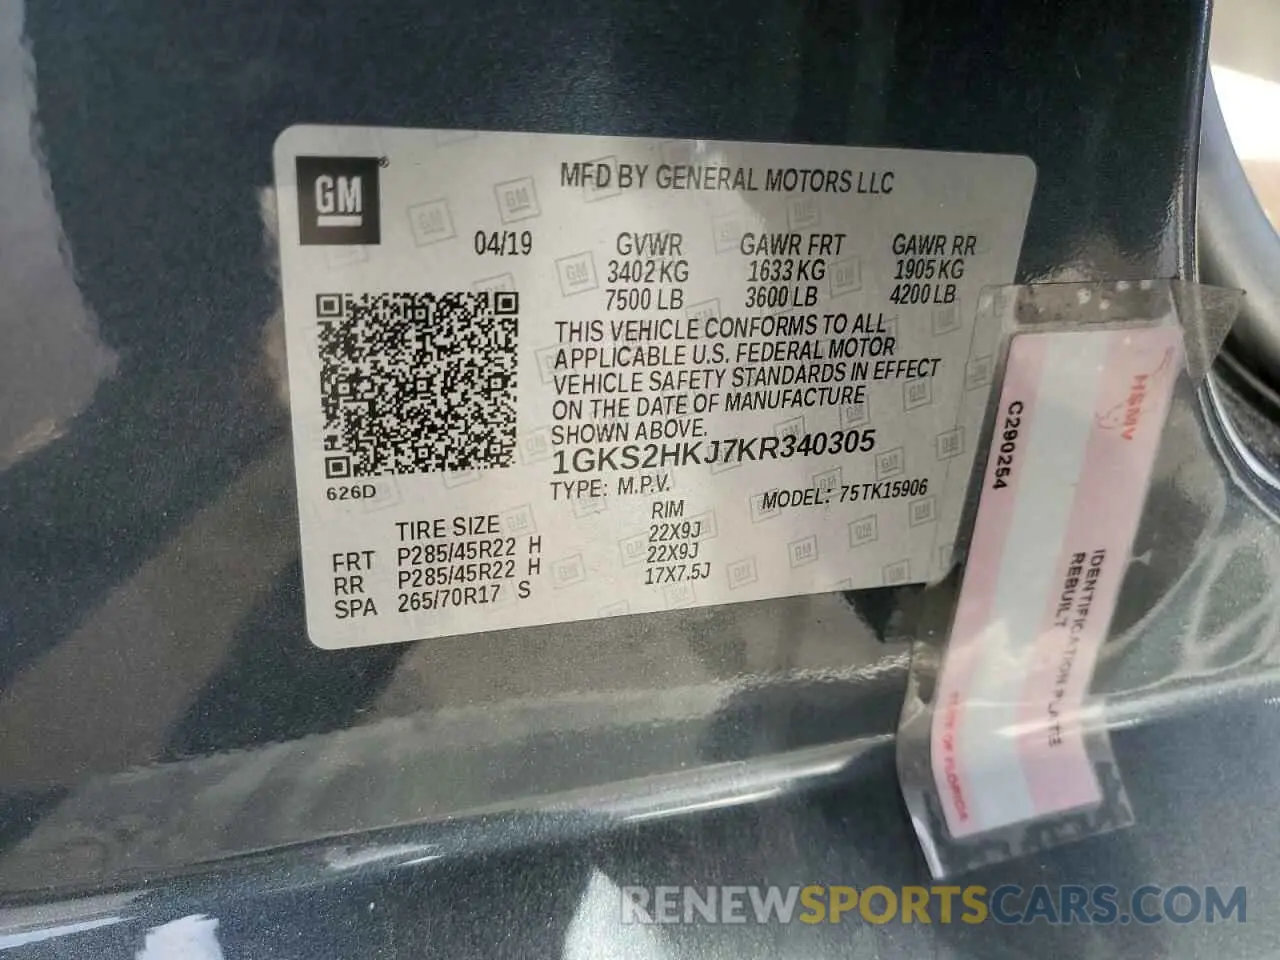 GM
MFD BY GENERAL MOTORS LLC
04/19
GVWR GAWR FRT GAWR RR
3402 KG 1633 KG 1905 KG
7500 LB 3600 LB 4200 LB
THIS VEHICLE CONFORMS TO ALL
APPLICABLE U.S. FEDERAL MOTOR
VEHICLE SAFETY STANDARDS IN EFFECT
ON THE DATE OF MANUFACTURE
SHOWN ABOVE.
1GKS2HKJ7KR340305
TYPE: M.P.V. MODEL: 75TK15906
626D
TIRE SIZE RIM
FRT P285/45R22 H 22X9J
RR P285/45R22 H 22X9J
SPA 265/70R17 S 17X7.5J
HSMV
C290254
IDENTIFICATION PLATE
REBUILT
STATE OF FLORIDA
RENEWSPORTSCARS.COM